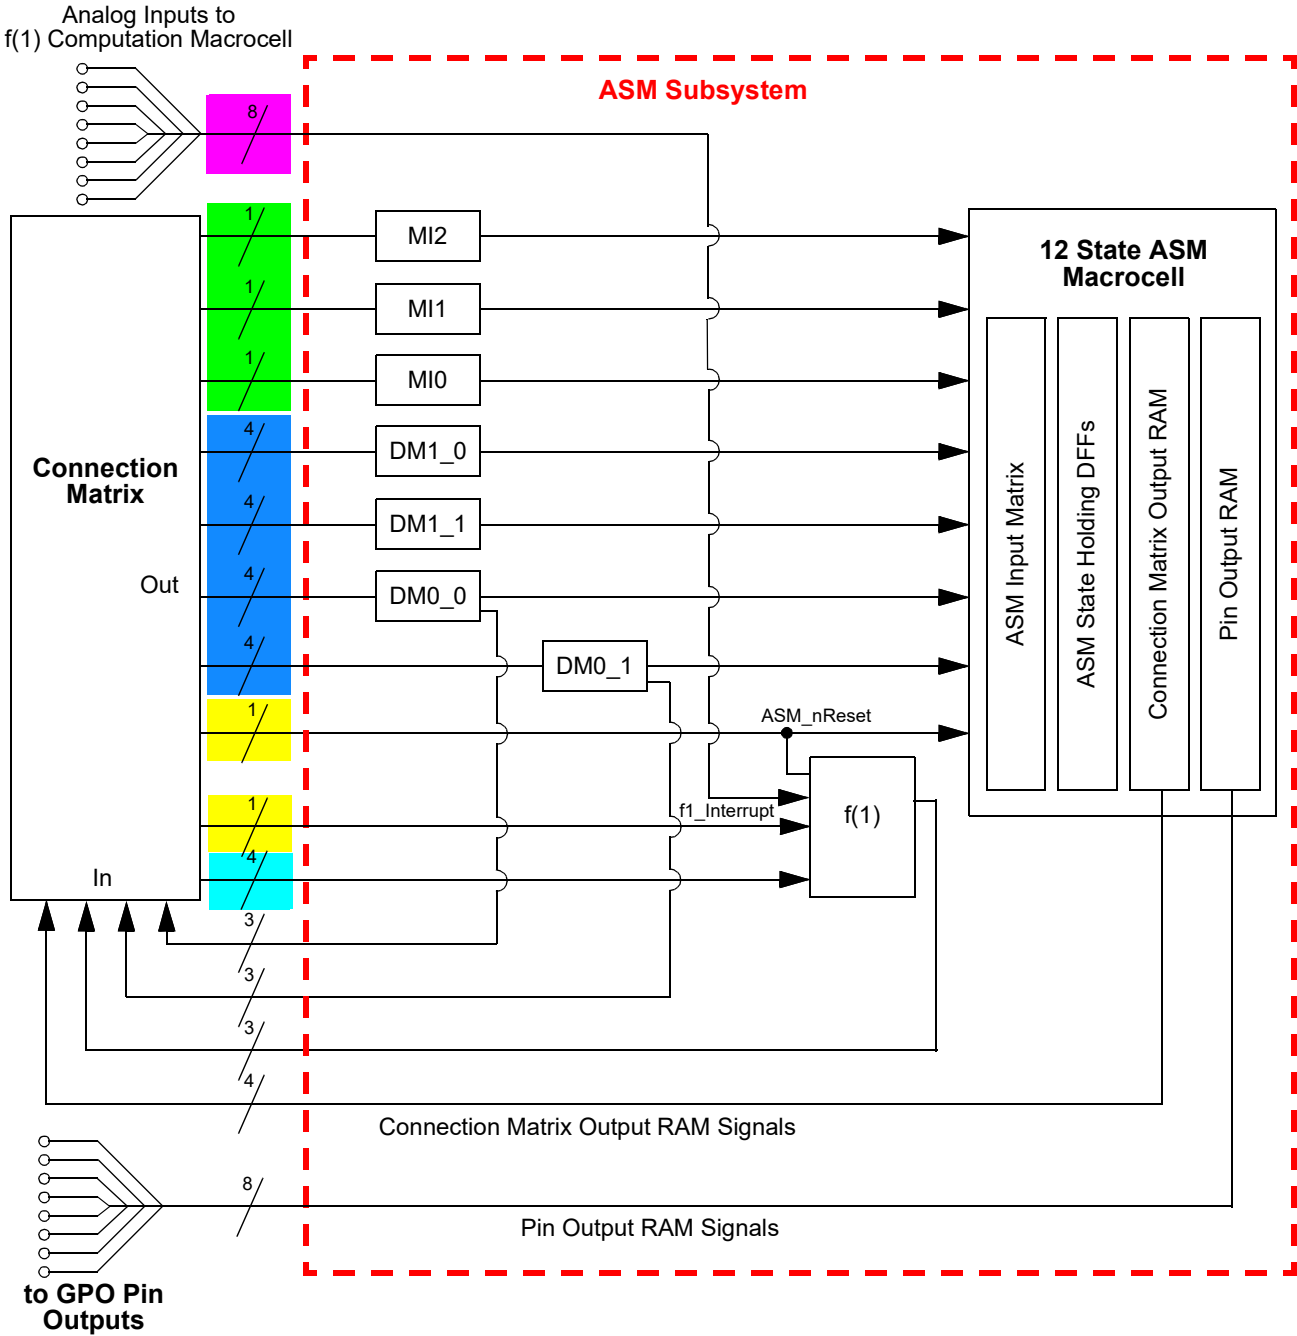 Analog Inputs to
f(1) Computation Macrocell
ASM Subsystem
8
1
MI2
12 State ASM
Macrocell
1
MI1
1
MI0
4
DM1_0
Connection
Matrix
4
DM1_1
Out
4
DM0_0
4
DM0_1
ASM Input Matrix
ASM State Holding DFFs
Connection Matrix Output RAM
Pin Output RAM
1
ASM_nReset
1
f1_Interrupt
f(1)
4
In
3
3
3
4
Connection Matrix Output RAM Signals
8
Pin Output RAM Signals
to GPO Pin
Outputs